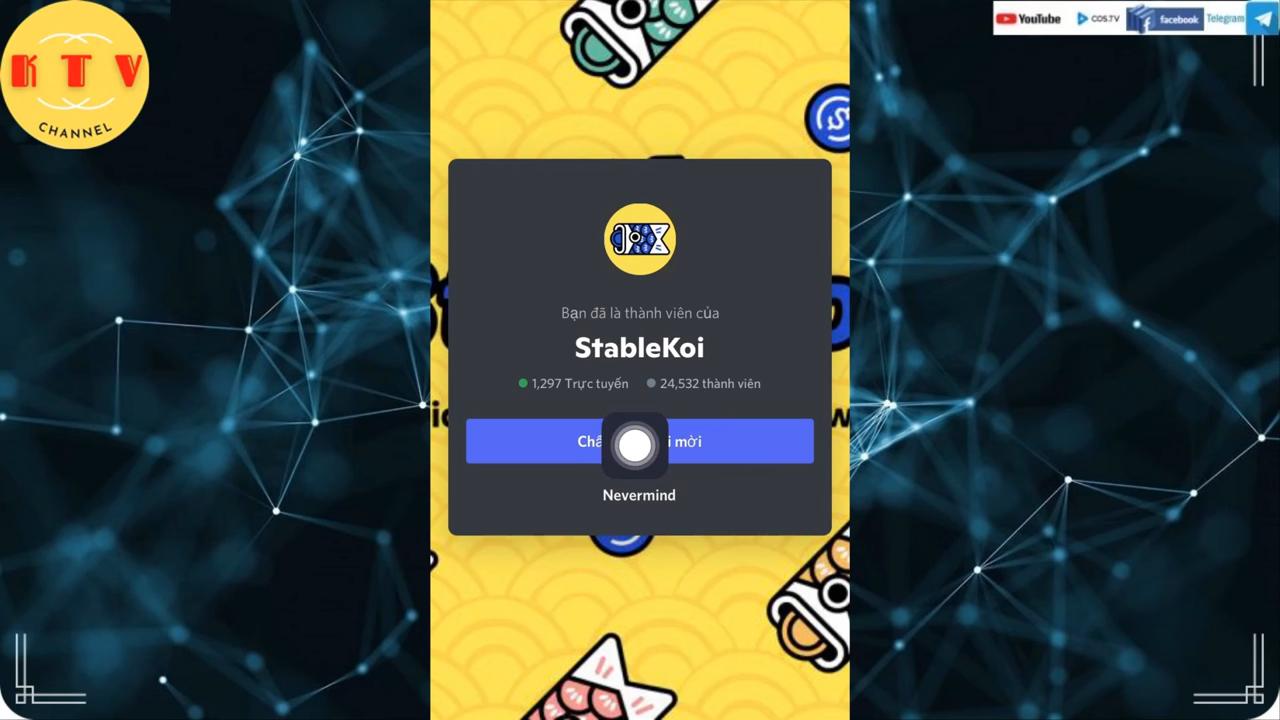 K T V
CHANNEL
YouTube
COS.TV
facebook
Telegram
Bạn đã là thành viên của
StableKoi
1,297 Trực tuyến
24,532 thành viên
mời
Nevermind